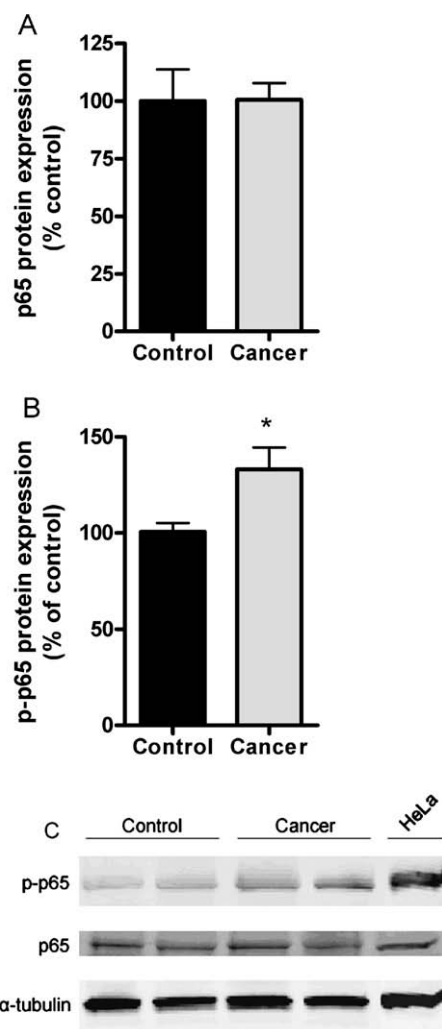 A
p65 protein expression
(% control)
125
100
75
50
25
0
Control Cancer
B
p-p65 protein expression
(% of control)
150
100
50
0
*
Control Cancer
C
Control Cancer HeLa
p-p65
p65
α-tubulin